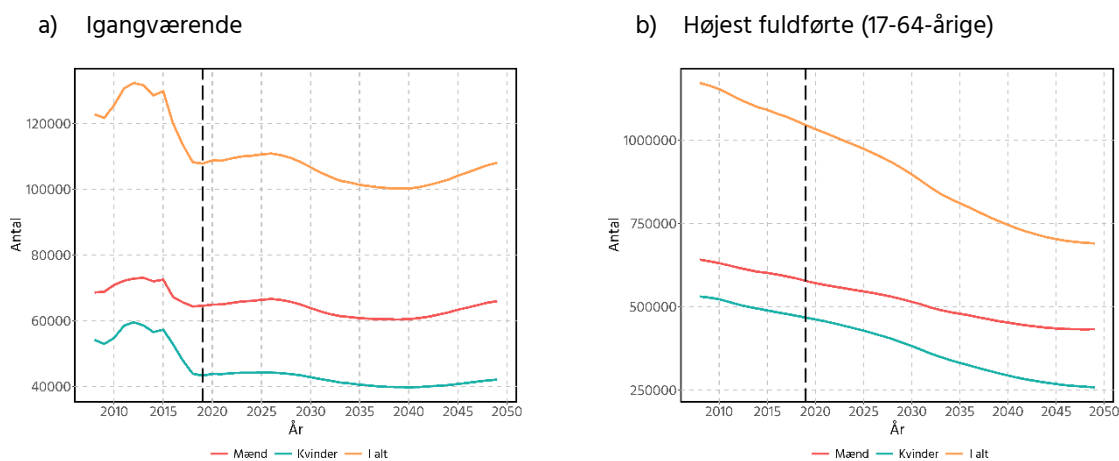 a) Igangværende
120000
100000
80000
60000
40000
Antal
2010 2015 2020 2025 2030 2035 2040 2045 2050
År
Mænd Kvinder I alt
b) Højest fuldførte (17-64-årige)
1000000
750000
500000
250000
Antal
2010 2015 2020 2025 2030 2035 2040 2045 2050
År
Mænd Kvinder I alt